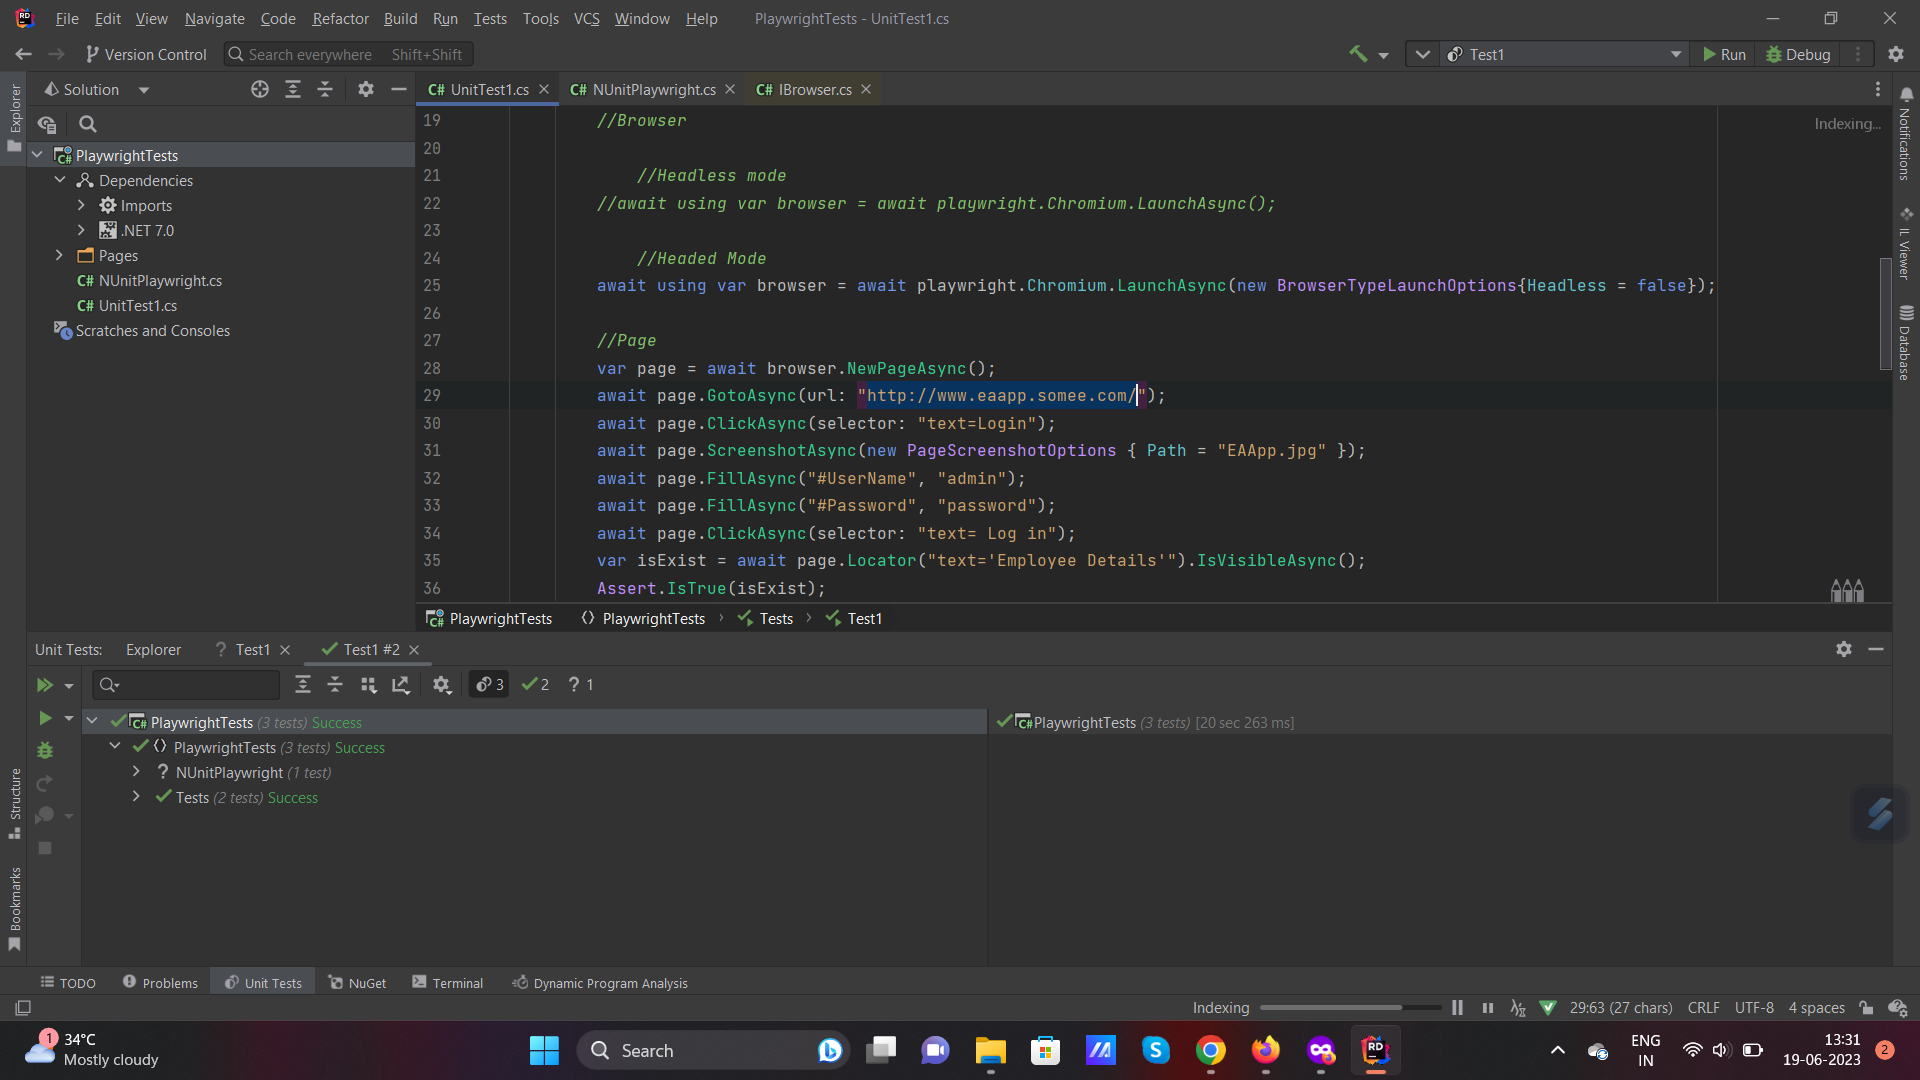 File Edit View Navigate Code Refactor Build Run Tests Tools VCS Window Help PlaywrightTests - UnitTest1.cs
Version Control Search everywhere Shift+Shift Test1 Run Debug
Explorer
Solution
PlaywrightTests
Dependencies
Imports
.NET 7.0
Pages
C# NUnitPlaywright.cs
C# UnitTest1.cs
Scratches and Consoles
Structure
Bookmarks
C# UnitTest1.cs C# NUnitPlaywright.cs C# IBrowser.cs
Indexing...
19 //Browser
20
21 //Headless mode
22 //await using var browser = await playwright.Chromium.LaunchAsync();
23
24 //Headed Mode
25 await using var browser = await playwright.Chromium.LaunchAsync(new BrowserTypeLaunchOptions{Headless = false});
26
27 //Page
28 var page = await browser.NewPageAsync();
29 await page.GotoAsync(url: "http://www.eaapp.somee.com/");
30 await page.ClickAsync(selector: "text=Login");
31 await page.ScreenshotAsync(new PageScreenshotOptions { Path = "EAApp.jpg" });
32 await page.FillAsync("#UserName", "admin");
33 await page.FillAsync("#Password", "password");
34 await page.ClickAsync(selector: "text= Log in");
35 var isExist = await page.Locator("text='Employee Details'").IsVisibleAsync();
36 Assert.IsTrue(isExist);
PlaywrightTests PlaywrightTests Tests Test1
Notifications
IL Viewer
Database
Unit Tests: Explorer ? Test1 Test1 #2
3 2 ? 1
PlaywrightTests (3 tests) Success
PlaywrightTests (3 tests) Success
? NUnitPlaywright (1 test)
Tests (2 tests) Success
PlaywrightTests (3 tests) [20 sec 263 ms]
TODO Problems Unit Tests NuGet Terminal Dynamic Program Analysis
Indexing 29:63 (27 chars) CRLF UTF-8 4 spaces
1 34°C
Mostly cloudy
Search
ENG
IN
13:31
19-06-2023
2